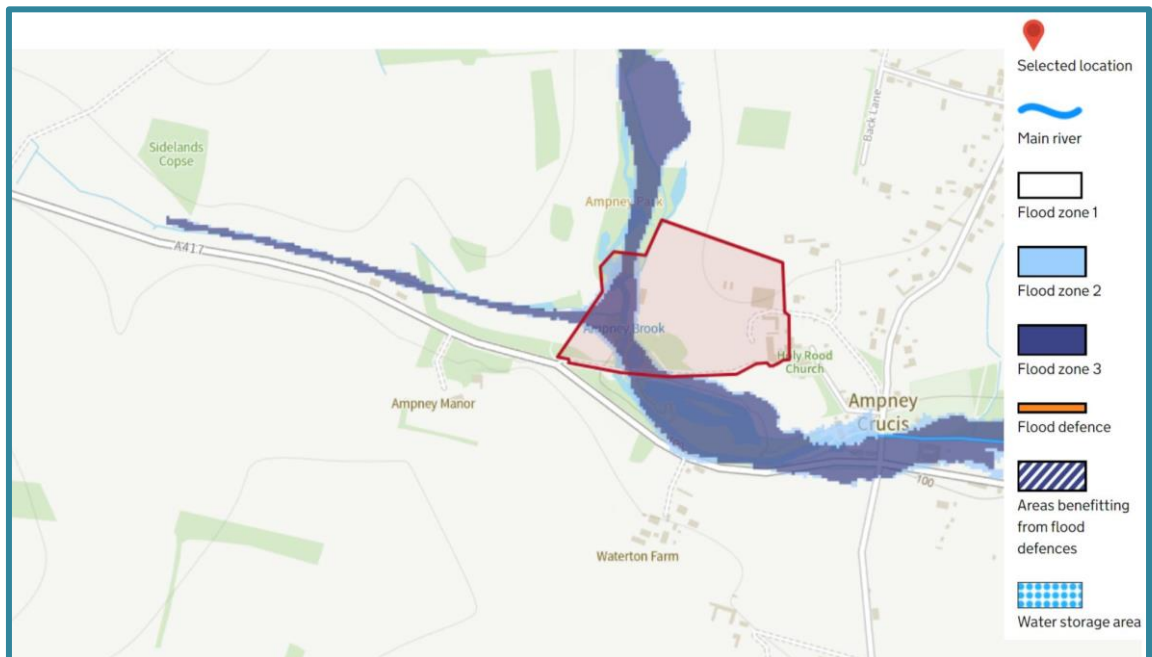 Sidelands
Copse
A417
Ampney Park
Back Lane
Ampney Brook
Holy Rood
Church
Ampney Manor
Ampney
Crucis
100
Waterton Farm
Selected location
Main river
Flood zone 1
Flood zone 2
Flood zone 3
Flood defence
Areas benefitting
from flood
defences
Water storage area